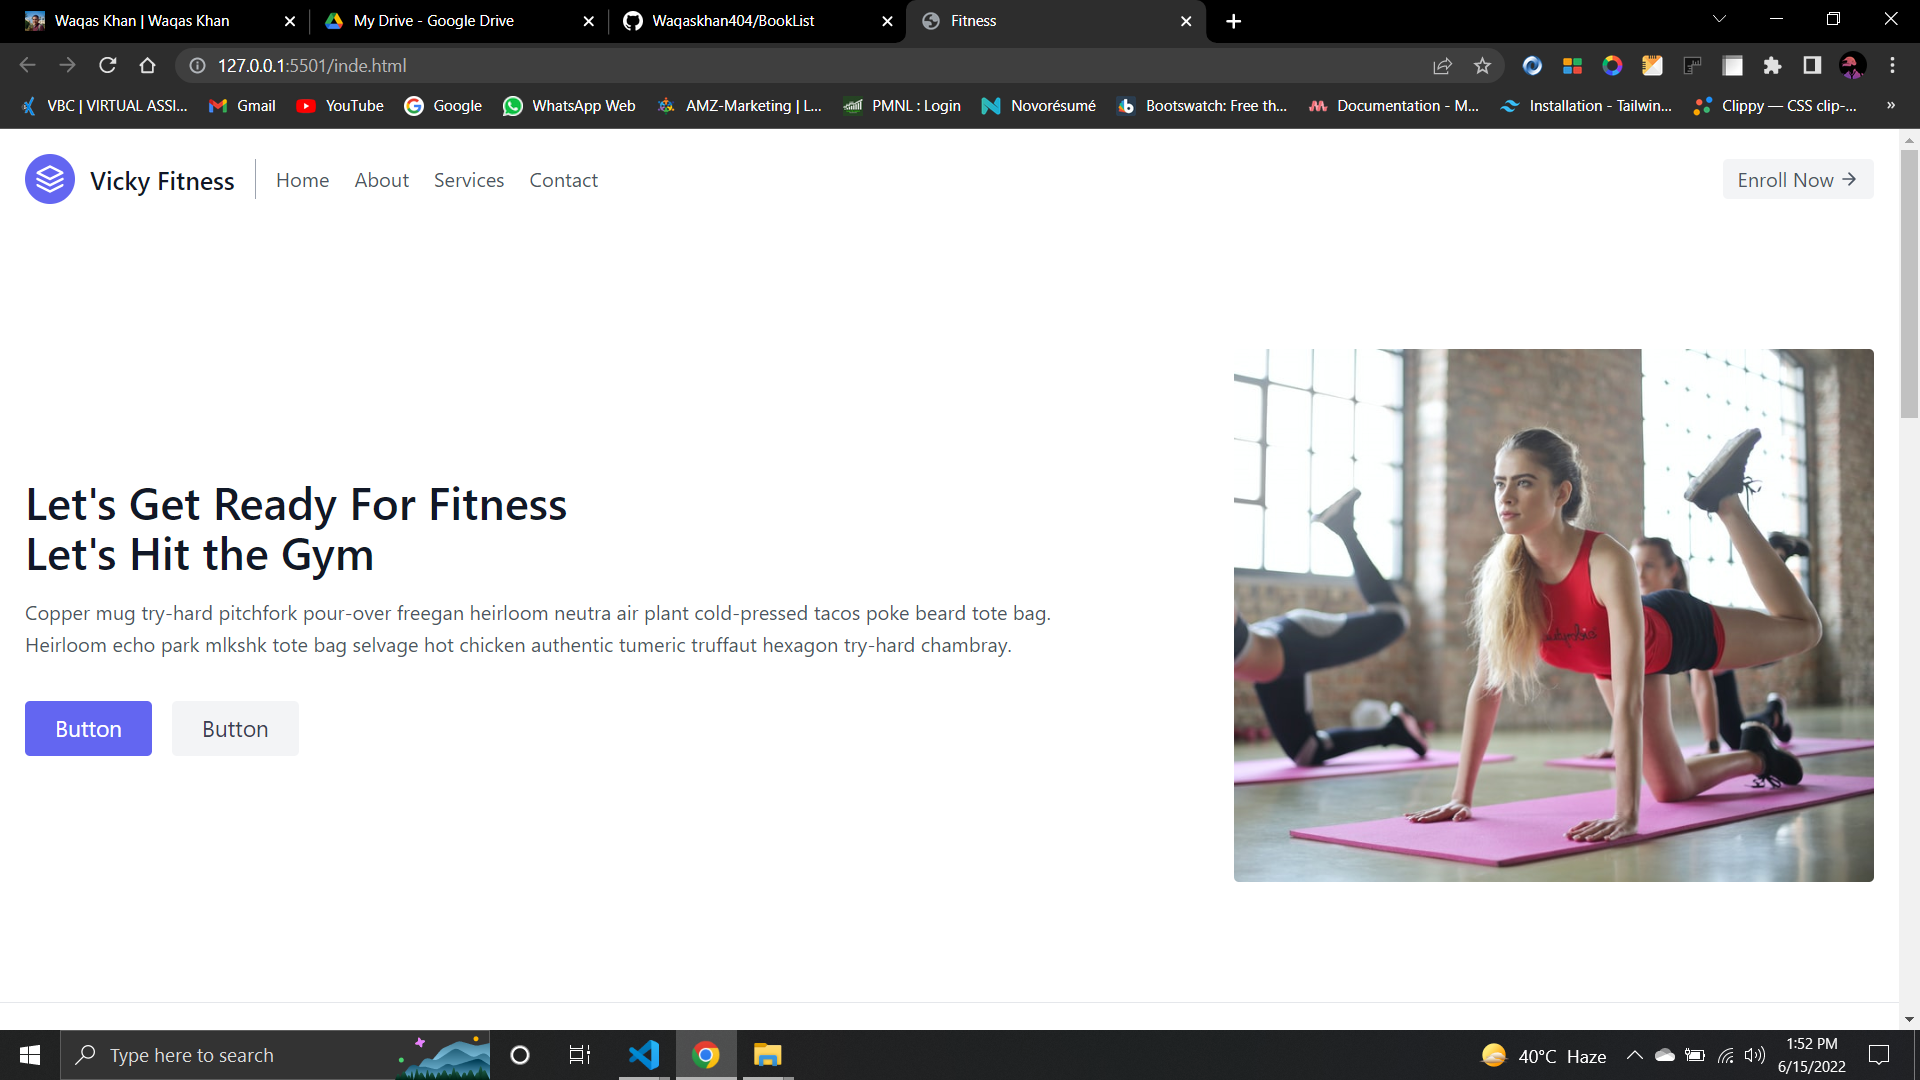 Waqas Khan | Waqas Khan
My Drive - Google Drive
Waqaskhan404/BookList
Fitness
127.0.0.1:5501/inde.html
VBC | VIRTUAL ASSI...
Gmail
YouTube
Google
WhatsApp Web
AMZ-Marketing | L...
PMNL : Login
Novorésumé
Bootswatch: Free th...
Documentation - M...
Installation - Tailwin...
Clippy — CSS clip-...
»
Vicky Fitness
Home
About
Services
Contact
Enroll Now →
Let's Get Ready For Fitness
Let's Hit the Gym
Copper mug try-hard pitchfork pour-over freegan heirloom neutra air plant cold-pressed tacos poke beard tote bag.
Heirloom echo park mlkshk tote bag selvage hot chicken authentic tumeric truffaut hexagon try-hard chambray.
Button
Button
Type here to search
40°C Haze
1:52 PM
6/15/2022